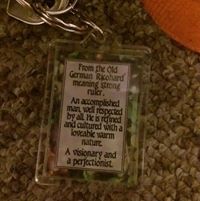 From the Old
German Ricohard
meaning strong
ruler.
An accomplished
man, well respected
by all. He is refined
and cultured with a
loveable warm
nature.
A visionary and
a perfectionist.